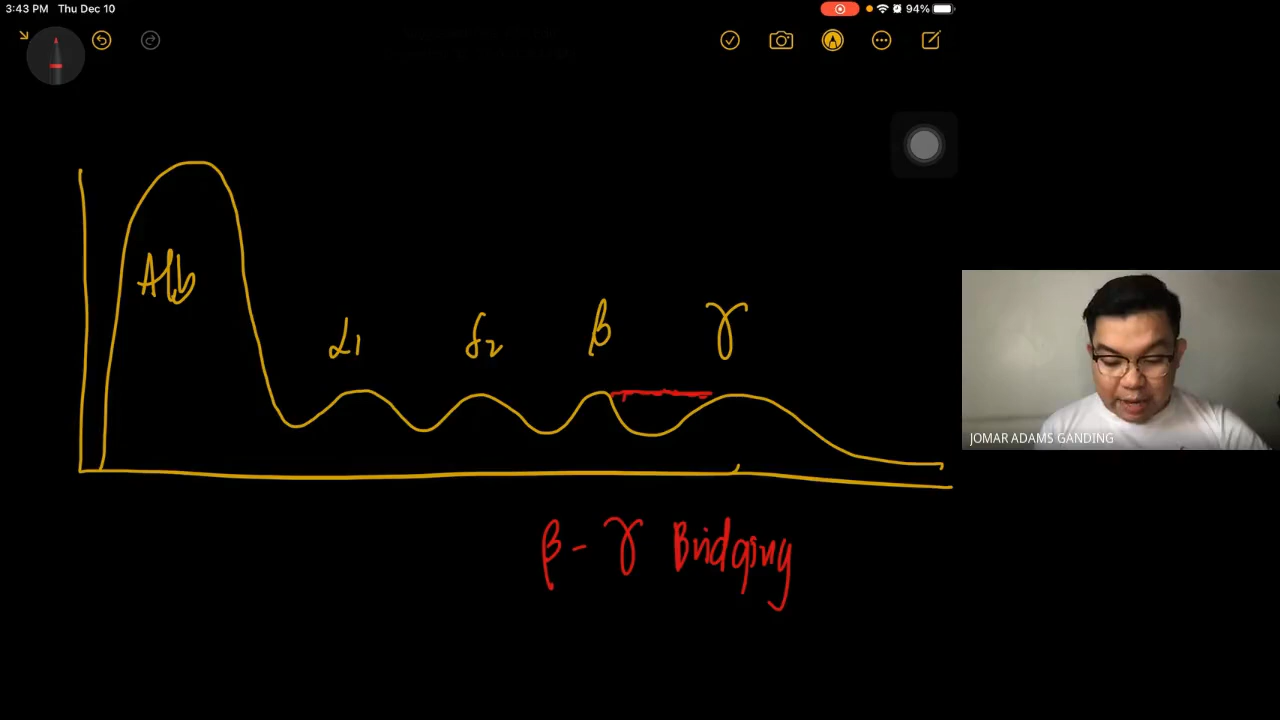 3:43 PM Thu Dec 10
94%
Alb
α1
α2
β
γ
β - γ Bridging
JOMAR ADAMS GANDING